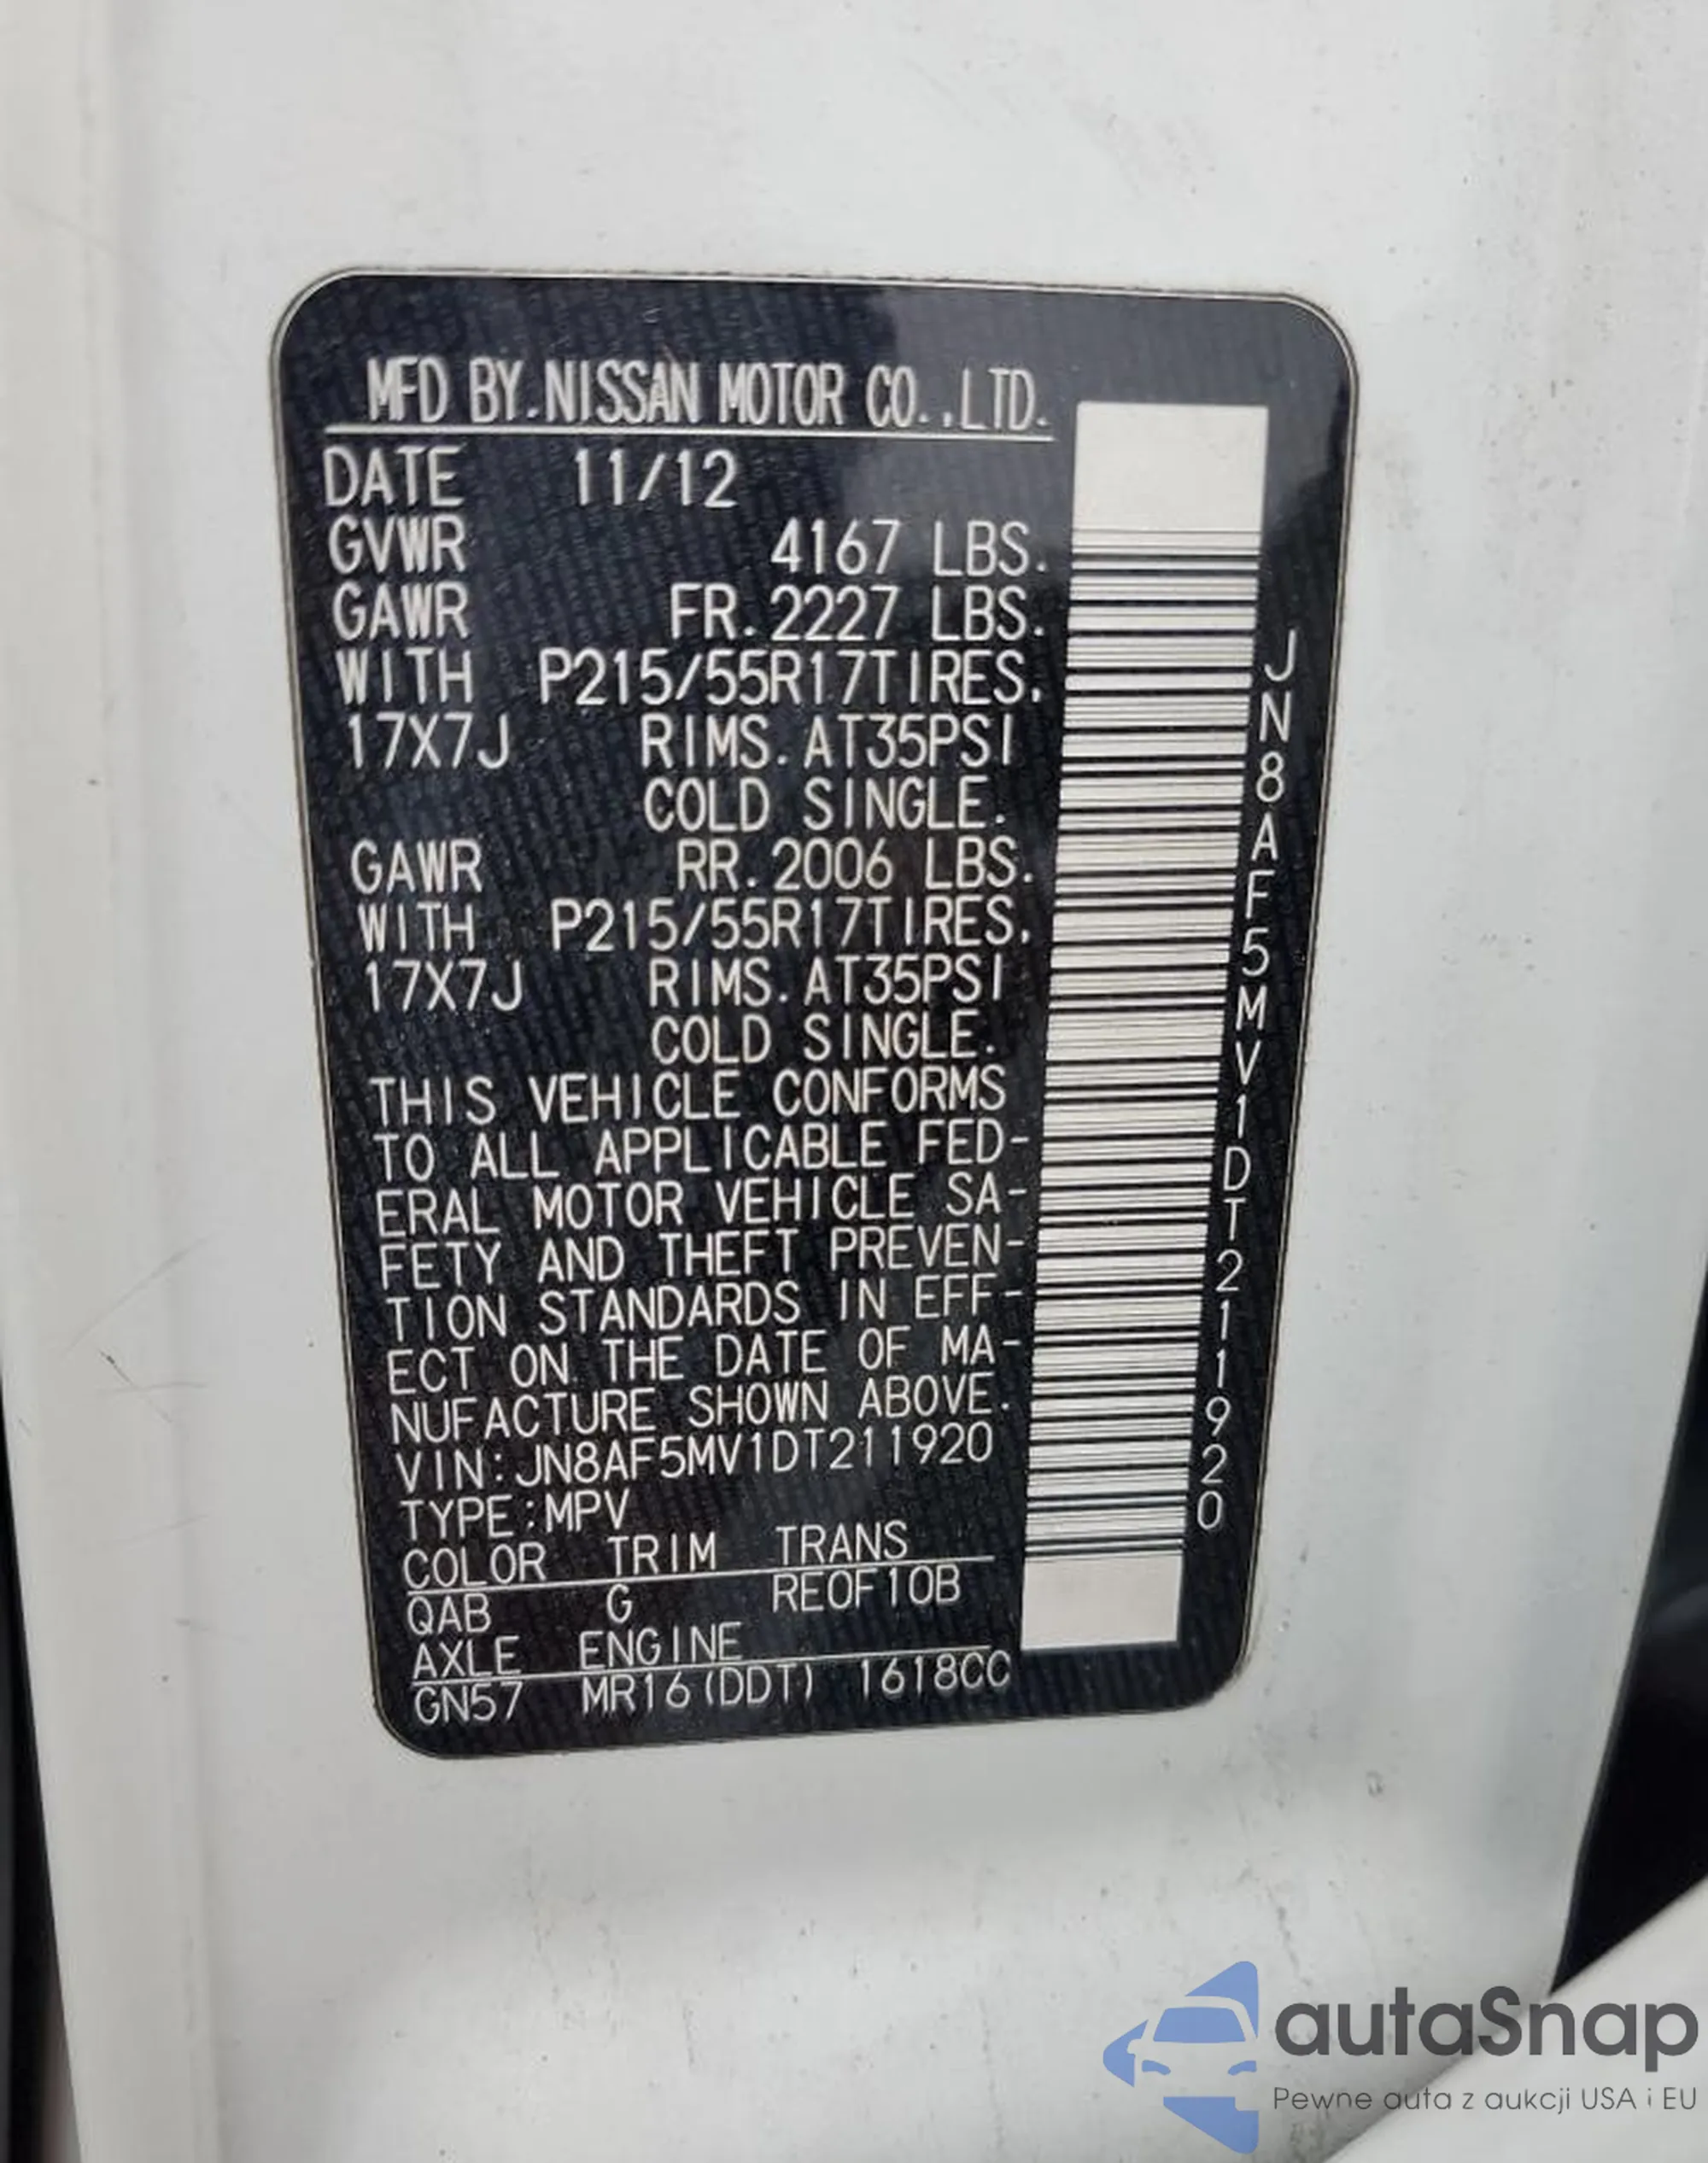 MFD BY.NISSAN MOTOR CO.,LTD.
DATE 11/12
GVWR 4167 LBS.
GAWR FR.2227 LBS.
WITH P215/55R17TIRES.
17X7J RIMS.AT35PSI
COLD SINGLE.
GAWR RR.2006 LBS.
WITH P215/55R17TIRES.
17X7J RIMS.AT35PSI
COLD SINGLE.
THIS VEHICLE CONFORMS
TO ALL APPLICABLE FED-
ERAL MOTOR VEHICLE SA-
FETY AND THEFT PREVEN-
TION STANDARDS IN EFF-
ECT ON THE DATE OF MA-
NUFACTURE SHOWN ABOVE.
VIN:JN8AF5MV1DT211920
TYPE:MPV
COLOR TRIM TRANS
QAB G RE0F10B
AXLE ENGINE
GN57 MR16(DDT) 1618CC
JN8AF5MV1DT211920
autaSnap
Pewne auta z aukcji USA i EU